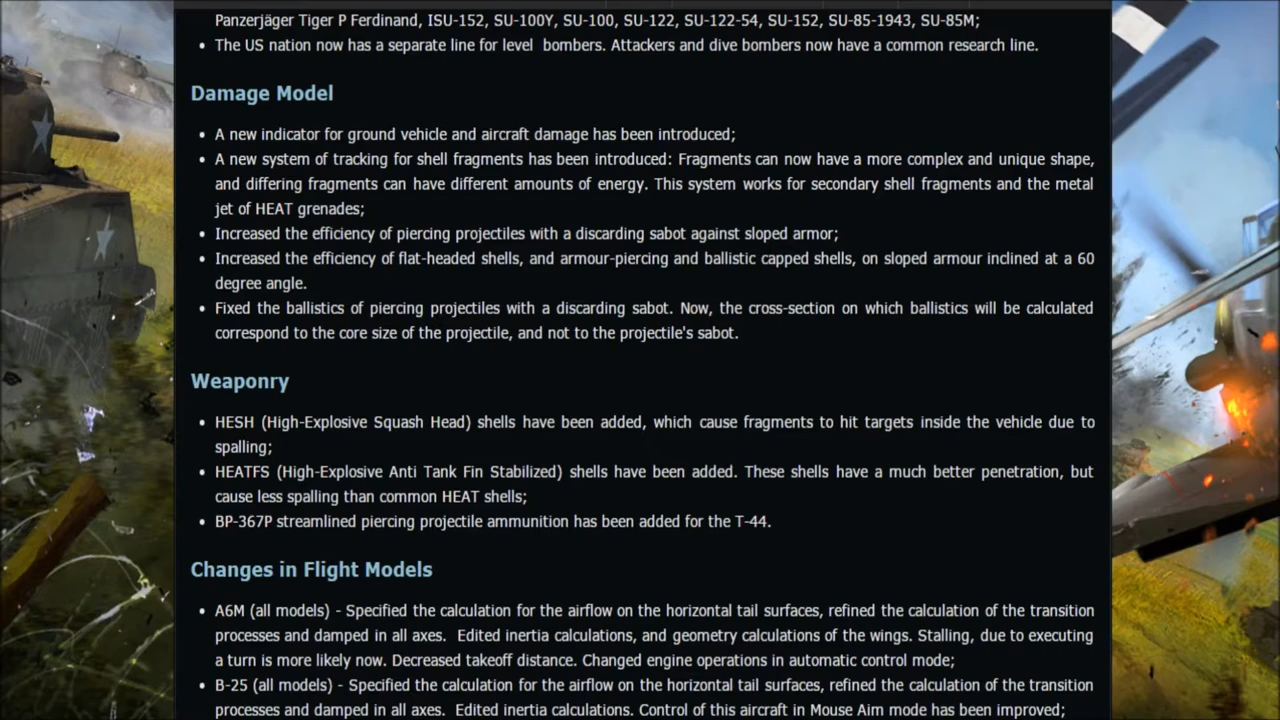 Panzerjäger Tiger P Ferdinand, ISU-152, SU-100Y, SU-100, SU-122, SU-122-54, SU-152, SU-85-1943, SU-85M;
• The US nation now has a separate line for level bombers. Attackers and dive bombers now have a common research line.
Damage Model
• A new indicator for ground vehicle and aircraft damage has been introduced;
• A new system of tracking for shell fragments has been introduced: Fragments can now have a more complex and unique shape,
and differing fragments can have different amounts of energy. This system works for secondary shell fragments and the metal
jet of HEAT grenades;
• Increased the efficiency of piercing projectiles with a discarding sabot against sloped armor;
• Increased the efficiency of flat-headed shells, and armour-piercing and ballistic capped shells, on sloped armour inclined at a 60
degree angle.
• Fixed the ballistics of piercing projectiles with a discarding sabot. Now, the cross-section on which ballistics will be calculated
correspond to the core size of the projectile, and not to the projectile's sabot.
Weaponry
• HESH (High-Explosive Squash Head) shells have been added, which cause fragments to hit targets inside the vehicle due to
spalling;
• HEATFS (High-Explosive Anti Tank Fin Stabilized) shells have been added. These shells have a much better penetration, but
cause less spalling than common HEAT shells;
• BP-367P streamlined piercing projectile ammunition has been added for the T-44.
Changes in Flight Models
• A6M (all models) - Specified the calculation for the airflow on the horizontal tail surfaces, refined the calculation of the transition
processes and damped in all axes. Edited inertia calculations, and geometry calculations of the wings. Stalling, due to executing
a turn is more likely now. Decreased takeoff distance. Changed engine operations in automatic control mode;
• B-25 (all models) - Specified the calculation for the airflow on the horizontal tail surfaces, refined the calculation of the transition
processes and damped in all axes. Edited inertia calculations. Control of this aircraft in Mouse Aim mode has been improved;